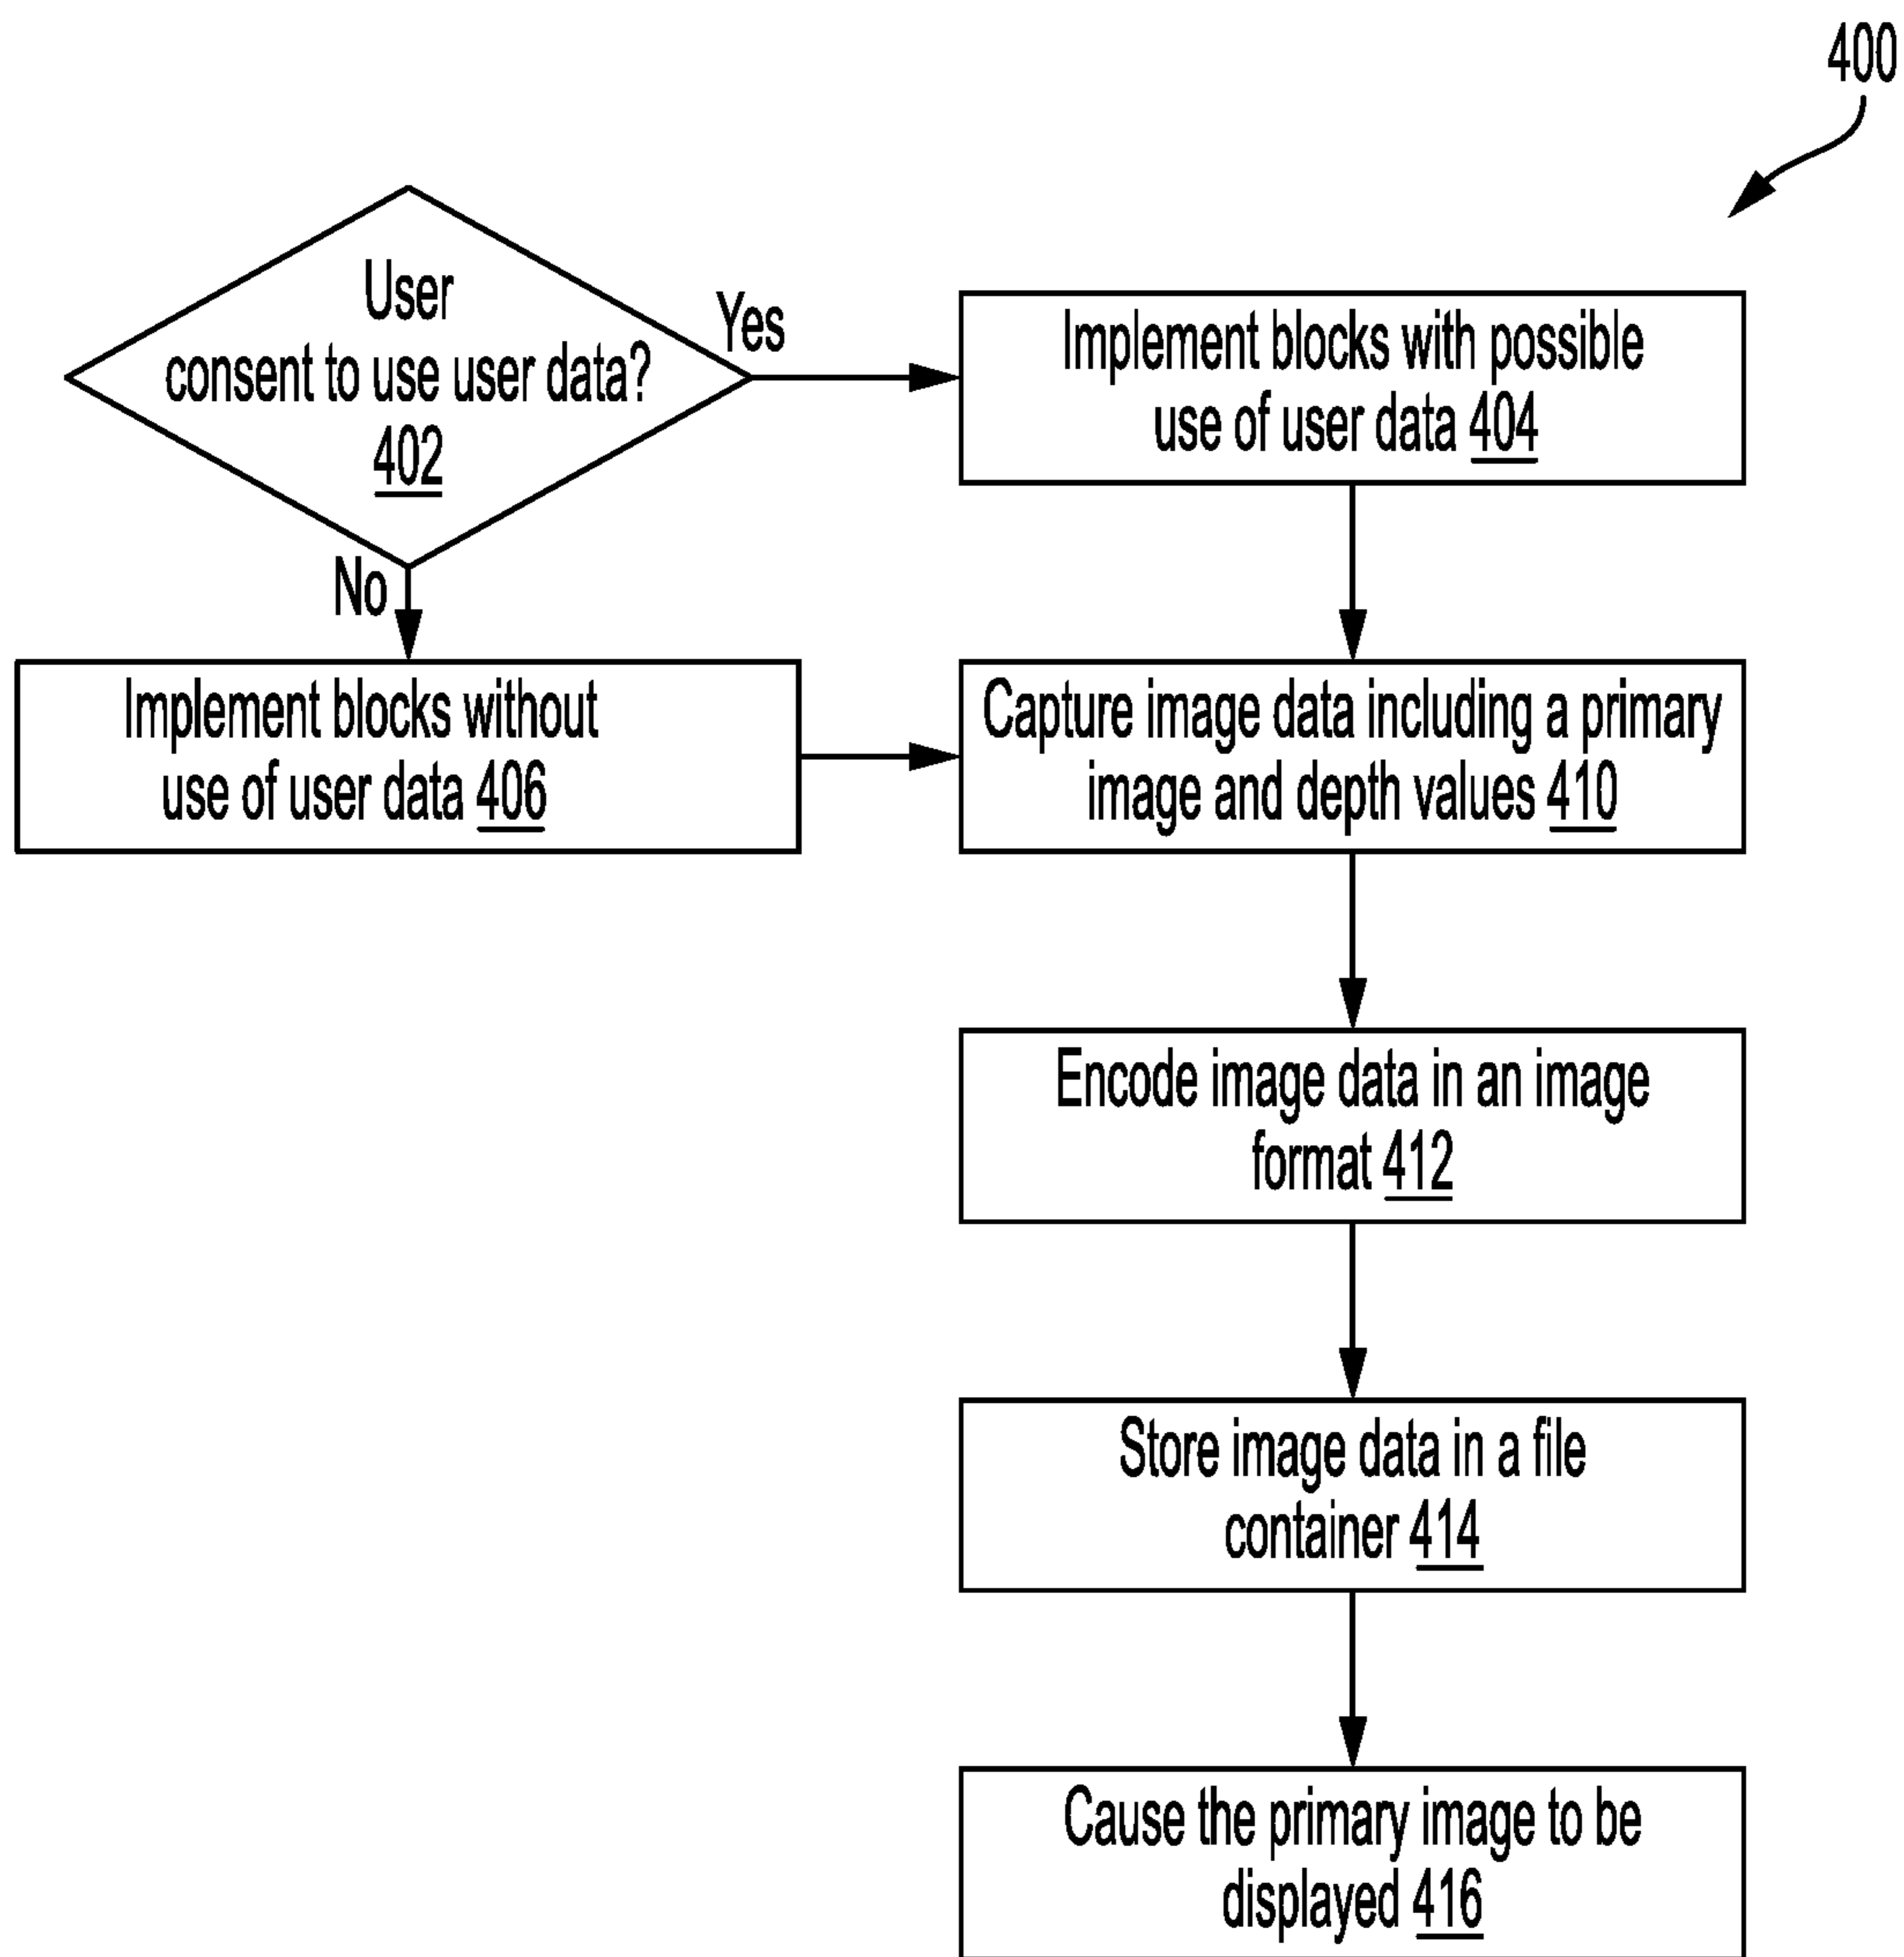 400
User
consent to use user data?
402
Yes
Implement blocks with possible
use of user data 404
No
Implement blocks without
use of user data 406
Capture image data including a primary
image and depth values 410
Encode image data in an image
format 412
Store image data in a file
container 414
Cause the primary image to be
displayed 416